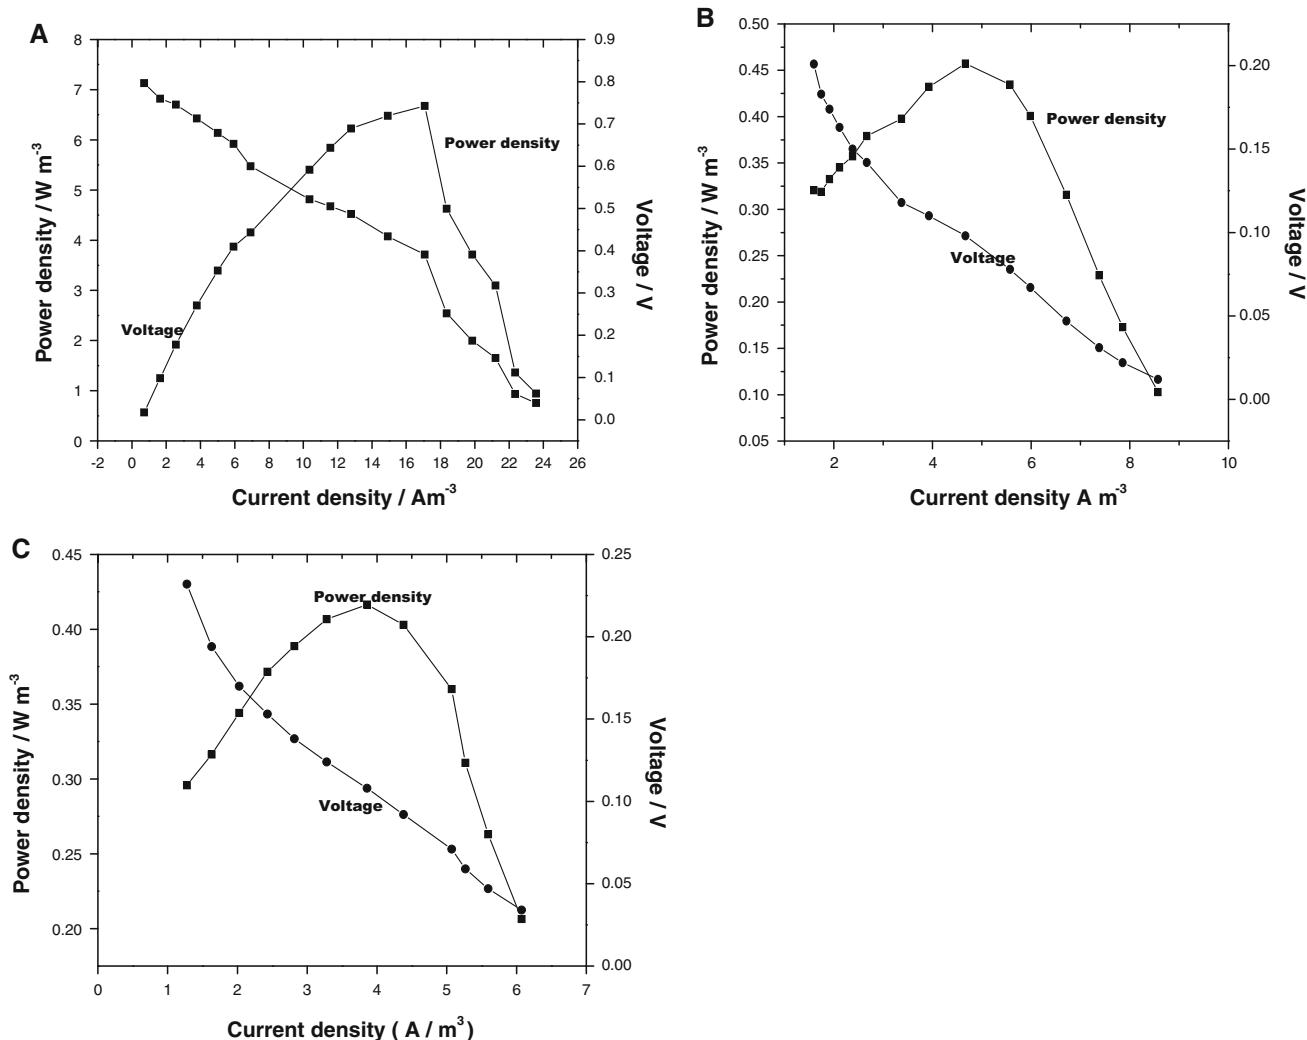 A
8
7
6
5
4
3
2
1
0
0.9
0.8
0.7
0.6
0.5
0.4
0.3
0.2
0.1
0.0
-2 0 2 4 6 8 10 12 14 16 18 20 22 24 26
Power density / W m-3
Voltage / V
Power density
Voltage
Current density / Am-3
B
0.50
0.45
0.40
0.35
0.30
0.25
0.20
0.15
0.10
0.05
0.20
0.15
0.10
0.05
0.00
2 4 6 8 10
Power density / W m-3
Voltage / V
Power density
Voltage
Current density A m-3
C
0.45
0.40
0.35
0.30
0.25
0.20
0.25
0.20
0.15
0.10
0.05
0.00
0 1 2 3 4 5 6 7
Power density / W m-3
Voltage / V
Power density
Voltage
Current density ( A / m3)